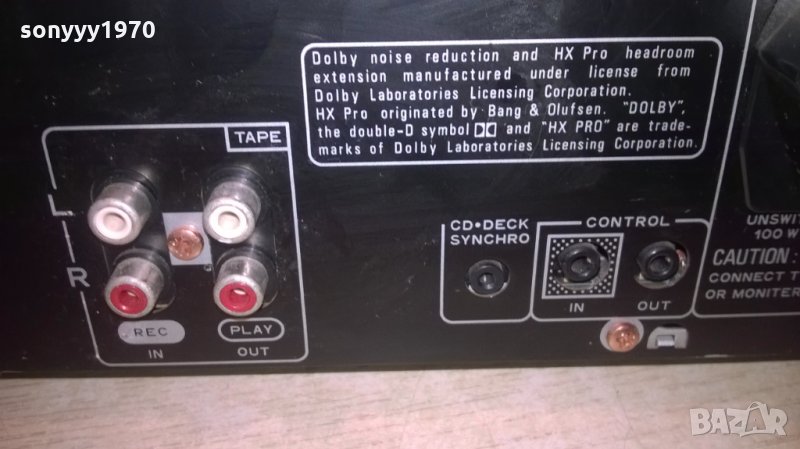 sonyyy1970
Dolby noise reduction and HX Pro headroom
extension manufactured under license from
Dolby Laboratories Licensing Corporation.
HX Pro originated by Bang & Olufsen. "DOLBY",
the double-D symbol and "HX PRO" are trade-
marks of Dolby Laboratories Licensing Corporation.
TAPE
L
R
REC
IN
PLAY
OUT
CD•DECK
SYNCHRO
CONTROL
IN
OUT
UNSWIT
100 W
CAUTION:
CONNECT T
OR MONITER
BAZAR